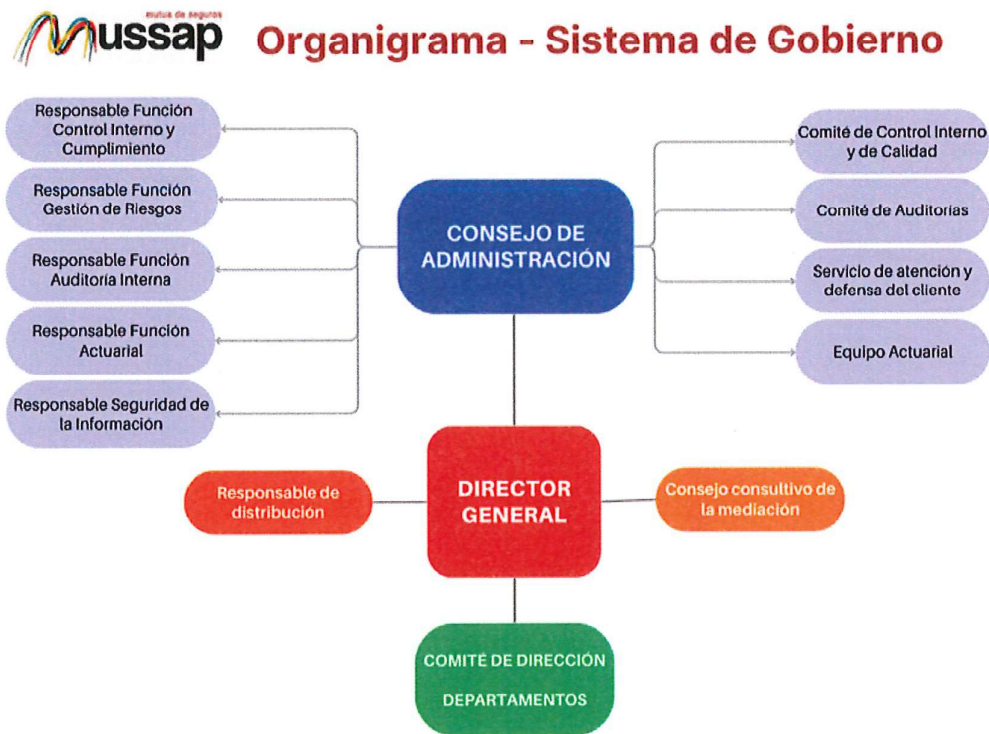 mutua de seguros
Mussap
Organigrama - Sistema de Gobierno
Responsable Función
Control Interno y
Cumplimiento
Responsable Función
Gestión de Riesgos
Responsable Función
Auditoría Interna
Responsable Función
Actuarial
Responsable Seguridad de
la Información
CONSEJO DE
ADMINISTRACIÓN
Comité de Control Interno
y de Calidad
Comité de Auditorías
Servicio de atención y
defensa del cliente
Equipo Actuarial
Responsable de
distribución
DIRECTOR
GENERAL
Consejo consultivo de
la mediación
COMITÉ DE DIRECCIÓN
DEPARTAMENTOS